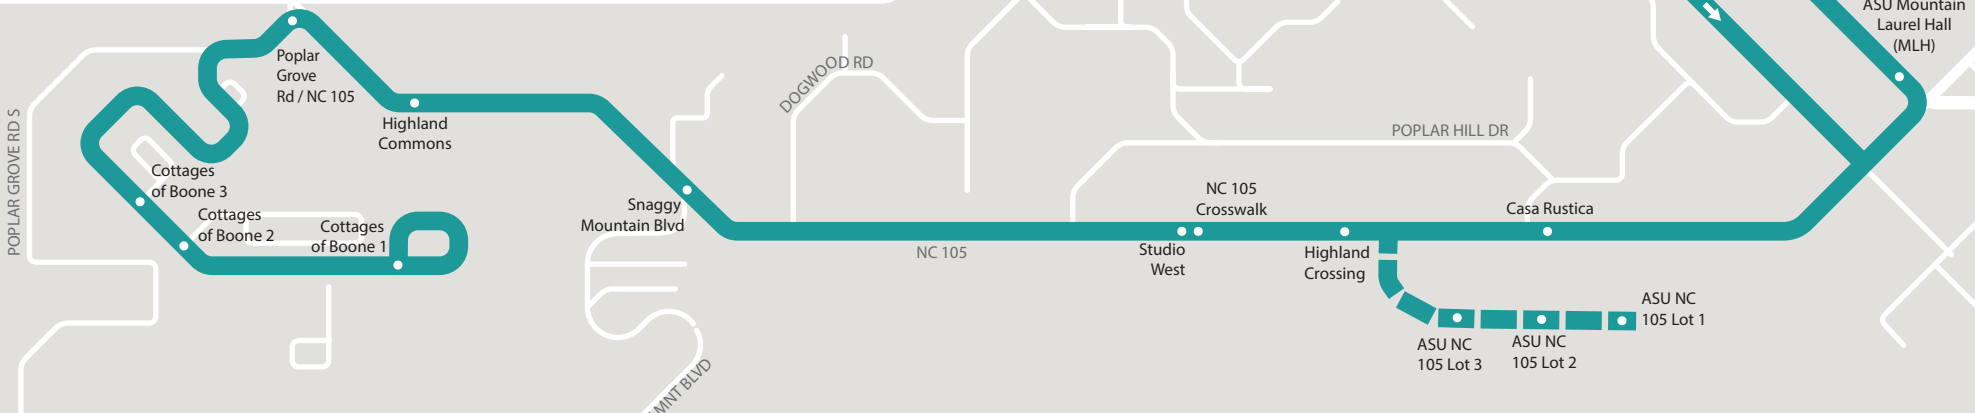 ASU Mountain
Laurel Hall
(MLH)
Poplar
Grove
Rd / NC 105
DOGWOOD RD
Highland
Commons
POPLAR HILL DR
POPLAR GROVE RD S
Cottages
of Boone 3
Cottages
of Boone 2
Cottages
of Boone 1
Snaggy
Mountain Blvd
NC 105
Crosswalk
Casa Rustica
NC 105
Studio
West
Highland
Crossing
ASU NC
105 Lot 1
ASU NC
105 Lot 2
ASU NC
105 Lot 3
MNT BLVD